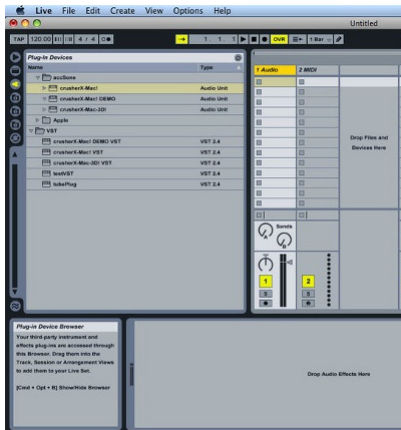 Live File Edit Create View Options Help
Untitled
TAP 120.00 4 / 4 1. 1. 1 OVR 1 Bar
Plug-in Devices
Name Type
accSone
crusherX-Mac! Audio Unit
crusherX-Mac! DEMO Audio Unit
crusherX-Mac-3D! Audio Unit
Apple
VST
crusherX-Mac! DEMO VST VST 2.4
crusherX-Mac! VST VST 2.4
crusherX-Mac-3D! VST VST 2.4
testVST VST 2.4
tubePlug VST 2.4
1 Audio 2 MIDI
Drop Files and
Devices Here
Sends
A B
1 2
S S
Plug-in Device Browser
Your third-party instrument and
effects plug-ins are accessed through
this Browser. Drag them into the
Track, Session or Arrangement Views
to add them to your Live Set.
[Cmd + Opt + B] Show/Hide Browser
Drop Audio Effects Here